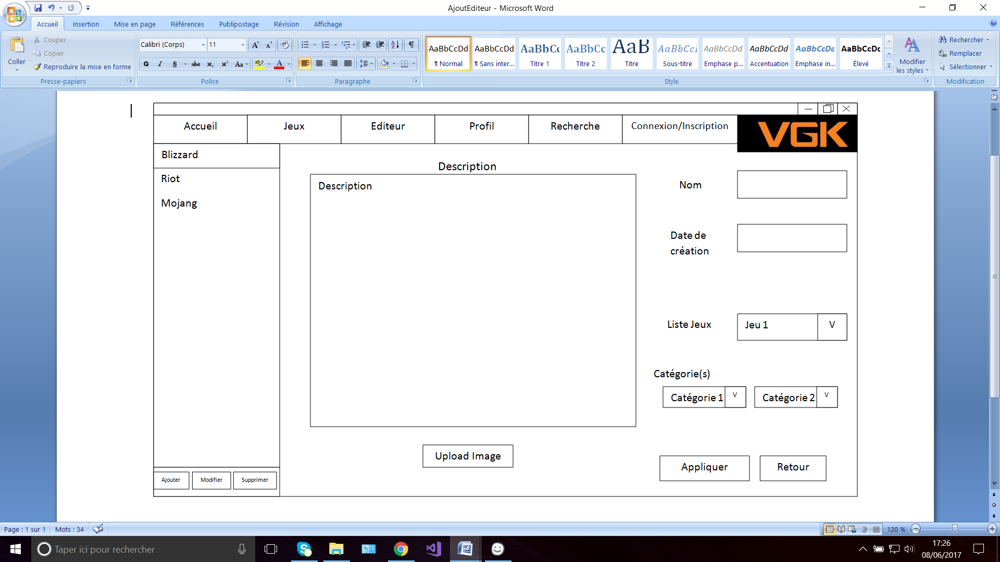 AjoutEditeur - Microsoft Word
Accueil Insertion Mise en page Références Publipostage Révision Affichage
Coller
Couper
Copier
Reproduire la mise en forme
Presse-papiers
Calibri (Corps) 11
G I S abc x₂ x² Aa
Police
Paragraphe
AaBbCcDd AaBbCcDd AaBbCc AaBbCc AaB AaBbCcI AaBbCcDd AaBbCcDd AaBbCcDd AaBbCcDc
¶ Normal ¶ Sans inter... Titre 1 Titre 2 Titre Sous-titre Emphase p... Accentuation Emphase in... Élevé
Style
Modifier
les styles
Rechercher
Remplacer
Sélectionner
Modification
Accueil Jeux Editeur Profil Recherche Connexion/Inscription VGK
Blizzard
Riot
Mojang
Description
Description
Nom
Date de
création
Liste Jeux Jeu 1 V
Catégorie(s)
Catégorie 1 V Catégorie 2 V
Upload Image
Appliquer Retour
Ajouter Modifier Supprimer
Page : 1 sur 1 Mots : 34 120 %
Taper ici pour rechercher
17:26
08/06/2017